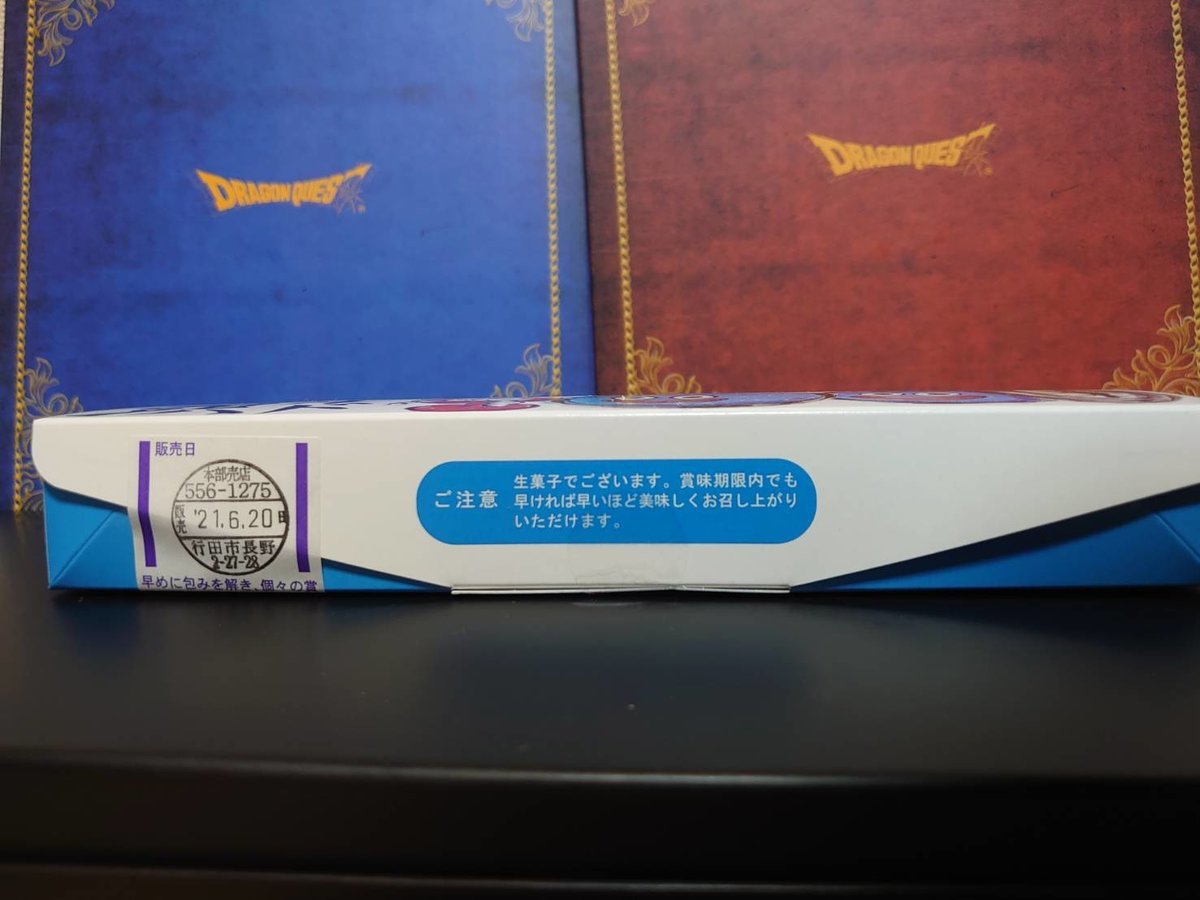 DRAGON QUEST
DRAGON QUEST
販売日
本部売店
556-1275
販売 '21.6.20 日
行田市長野
2-27-28
早めに包みを解き、個々の賞
ご注意
生菓子でございます。賞味期限内でも
早ければ早いほど美味しくお召し上がり
いただけます。